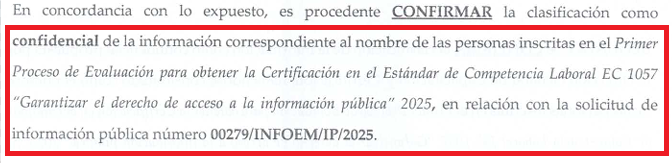 En concordancia con lo expuesto, es procedente CONFIRMAR la clasificación como
confidencial de la información correspondiente al nombre de las personas inscritas en el Primer
Proceso de Evaluación para obtener la Certificación en el Estándar de Competencia Laboral EC 1057
“Garantizar el derecho de acceso a la información pública” 2025, en relación con la solicitud de
información pública número 00279/INFOEM/IP/2025.